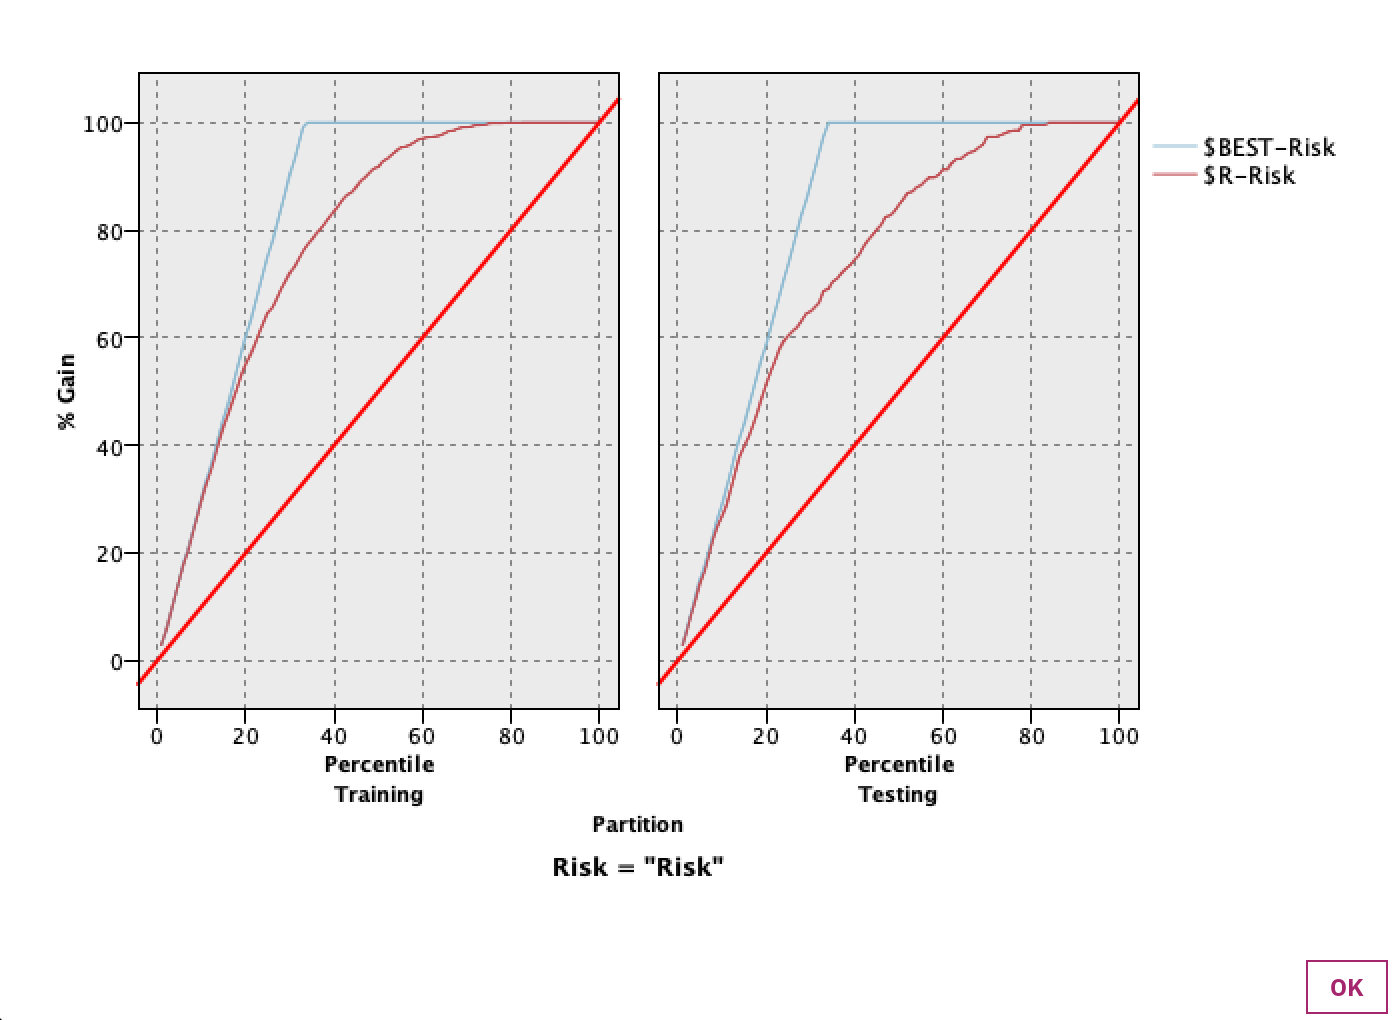 100
80
60
40
20
0
% Gain
0 20 40 60 80 100
Percentile
Training
0 20 40 60 80 100
Percentile
Testing
Partition
Risk = "Risk"
$BEST-Risk
$R-Risk
OK